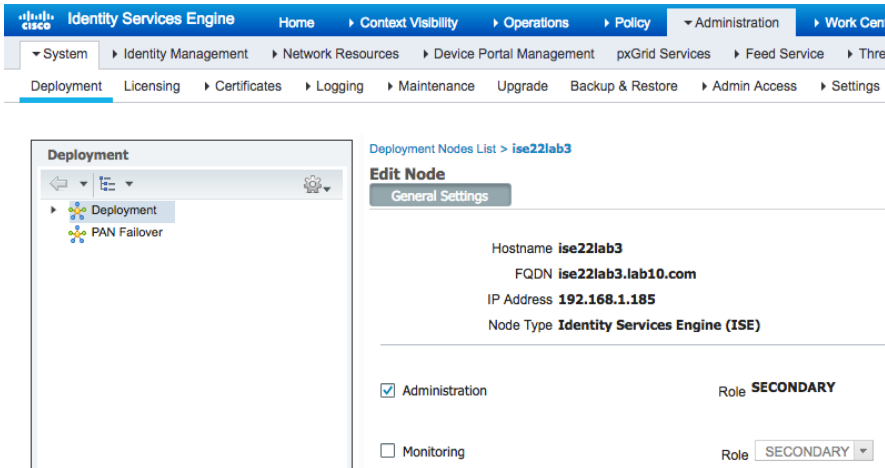 cisco Identity Services Engine Home Context Visibility Operations Policy Administration Work Cen
System Identity Management Network Resources Device Portal Management pxGrid Services Feed Service Thre
Deployment Licensing Certificates Logging Maintenance Upgrade Backup & Restore Admin Access Settings
Deployment
Deployment
PAN Failover
Deployment Nodes List > ise22lab3
Edit Node
General Settings
Hostname ise22lab3
FQDN ise22lab3.lab10.com
IP Address 192.168.1.185
Node Type Identity Services Engine (ISE)
Administration Role SECONDARY
Monitoring Role SECONDARY